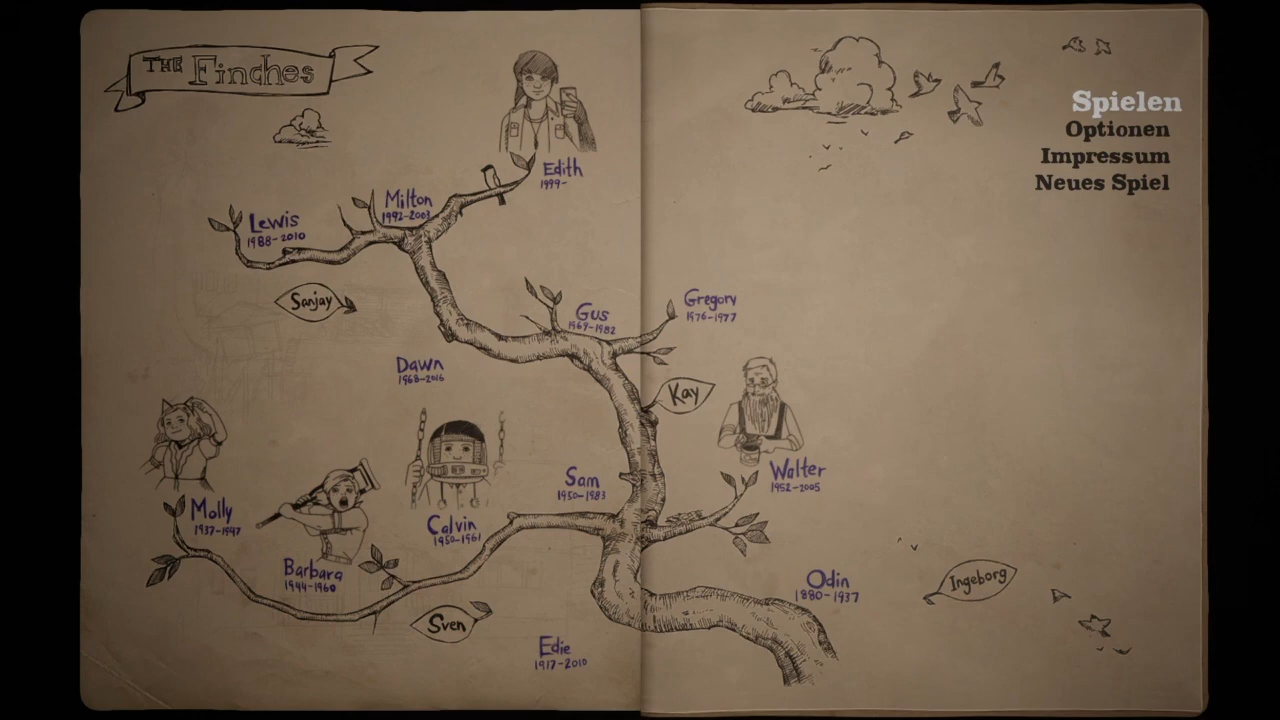 THE Finches
Edith
1999-
Milton
1992-2003
Lewis
1988-2010
Sanjay
Gus
1969-1982
Gregory
1976-1977
Dawn
1968-2016
Kay
Sam
1950-1983
Walter
1952-2005
Molly
1937-1947
Barbara
1944-1960
Calvin
1950-1961
Sven
Edie
1917-2010
Odin
1880-1937
Ingeborg
Spielen
Optionen
Impressum
Neues Spiel